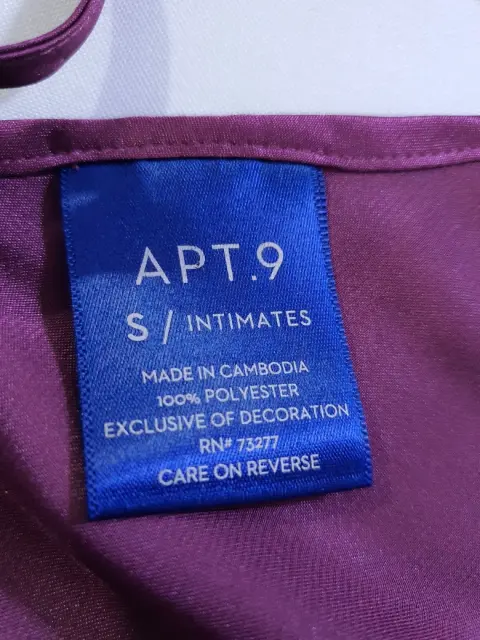 APT.9
S / INTIMATES
MADE IN CAMBODIA
100% POLYESTER
EXCLUSIVE OF DECORATION
RN# 73277
CARE ON REVERSE